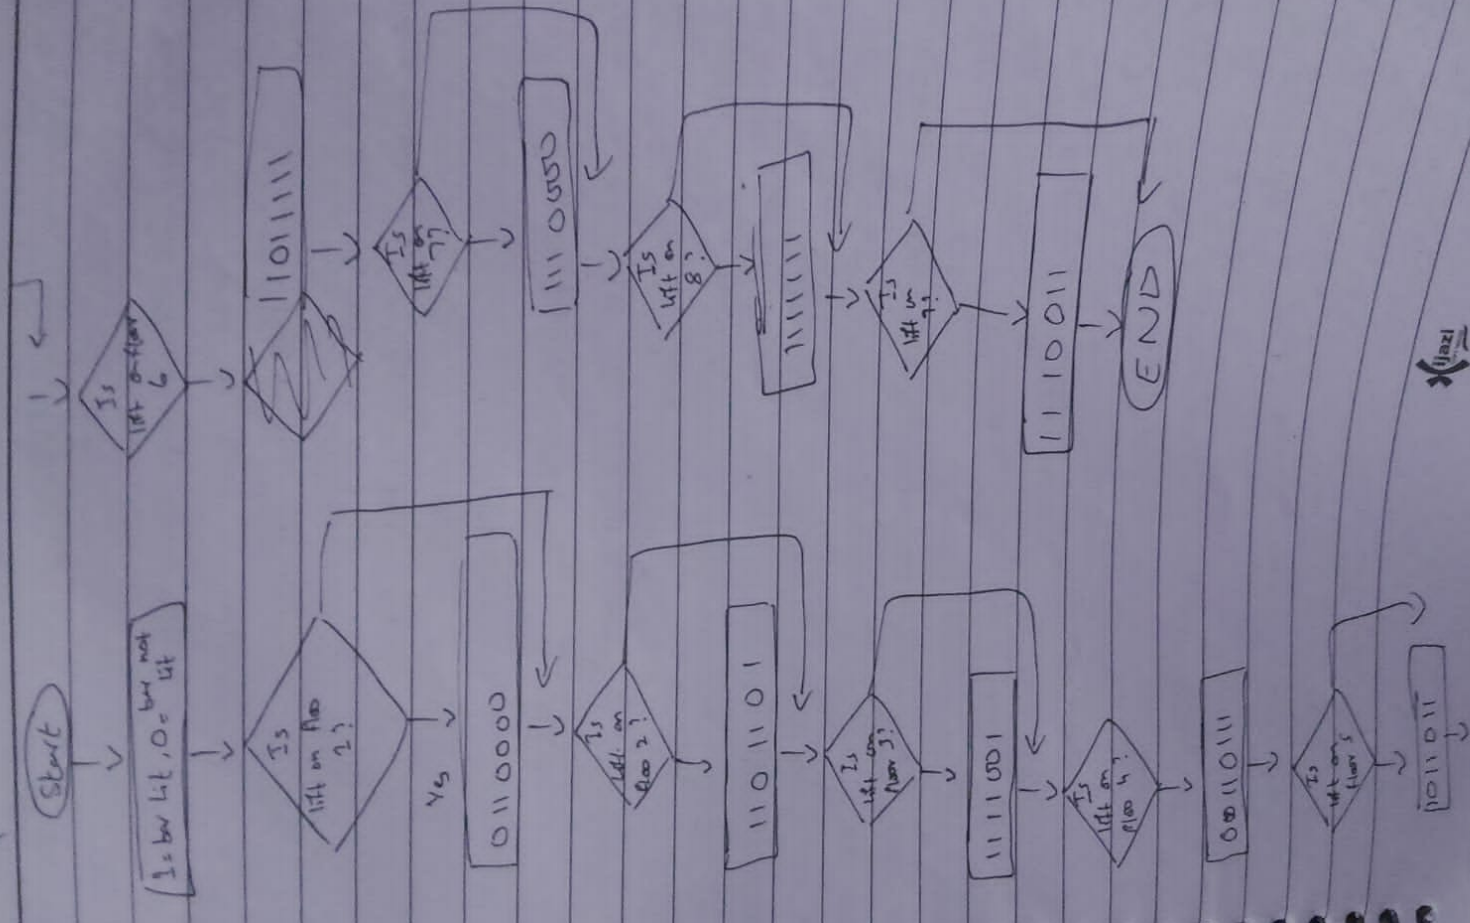 Start
1 = bar Lit, 0 = bar not
Lit
Is
lift on floo
1?
Yes
0110000
Is
lift on
floo 2?
1101101
Is
lift on
floor 3?
1111001
Is
lift on
floo 4?
0110111
Is
lift on
floor 5
1011011
Is
lift on floor
6
11011111
Is
lift on
7?
1110000
Is
lift on
8?
1111111
Is
lift on
9?
1110011
END
ijazi